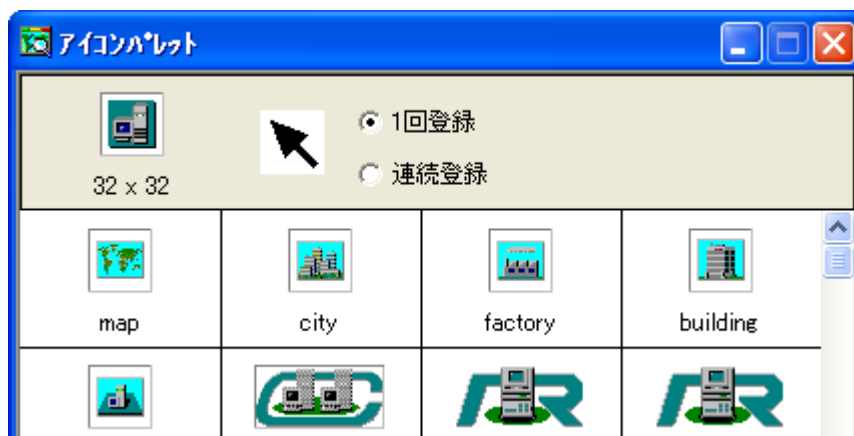 アイコンパレット
1回登録
連続登録
32 x 32
map city factory building